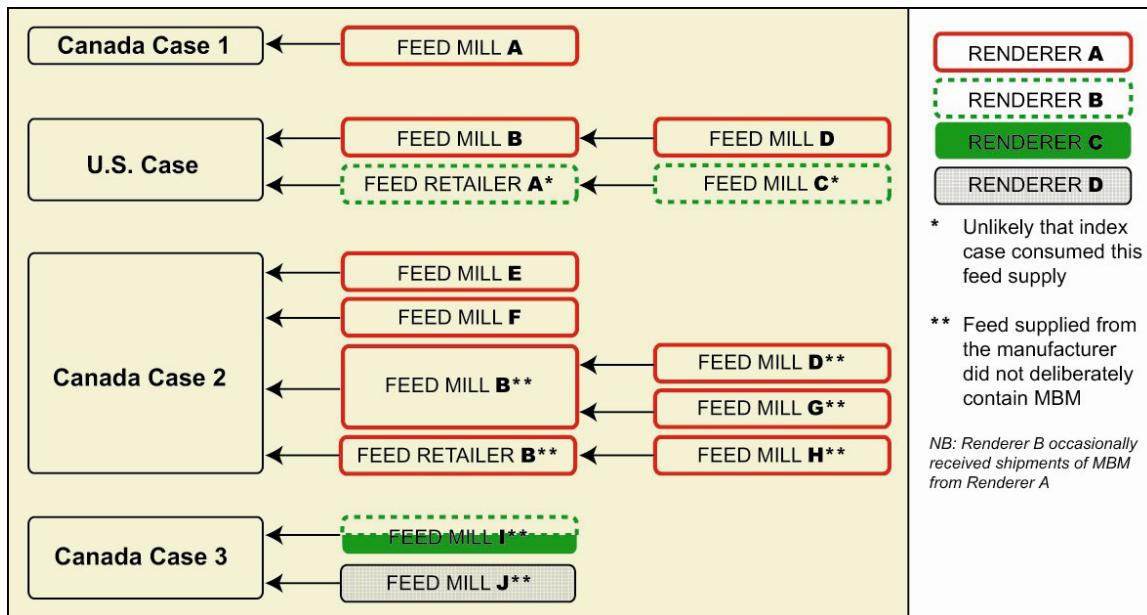 Canada Case 1
FEED MILL A
U.S. Case
FEED MILL B
FEED MILL D
FEED RETAILER A*
FEED MILL C*
Canada Case 2
FEED MILL E
FEED MILL F
FEED MILL B**
FEED MILL D**
FEED MILL G**
FEED RETAILER B**
FEED MILL H**
Canada Case 3
FEED MILL I**
FEED MILL J**
RENDERER A
RENDERER B
RENDERER C
RENDERER D
* Unlikely that index
case consumed this
feed supply
** Feed supplied from
the manufacturer
did not deliberately
contain MBM
NB: Renderer B occasionally
received shipments of MBM
from Renderer A